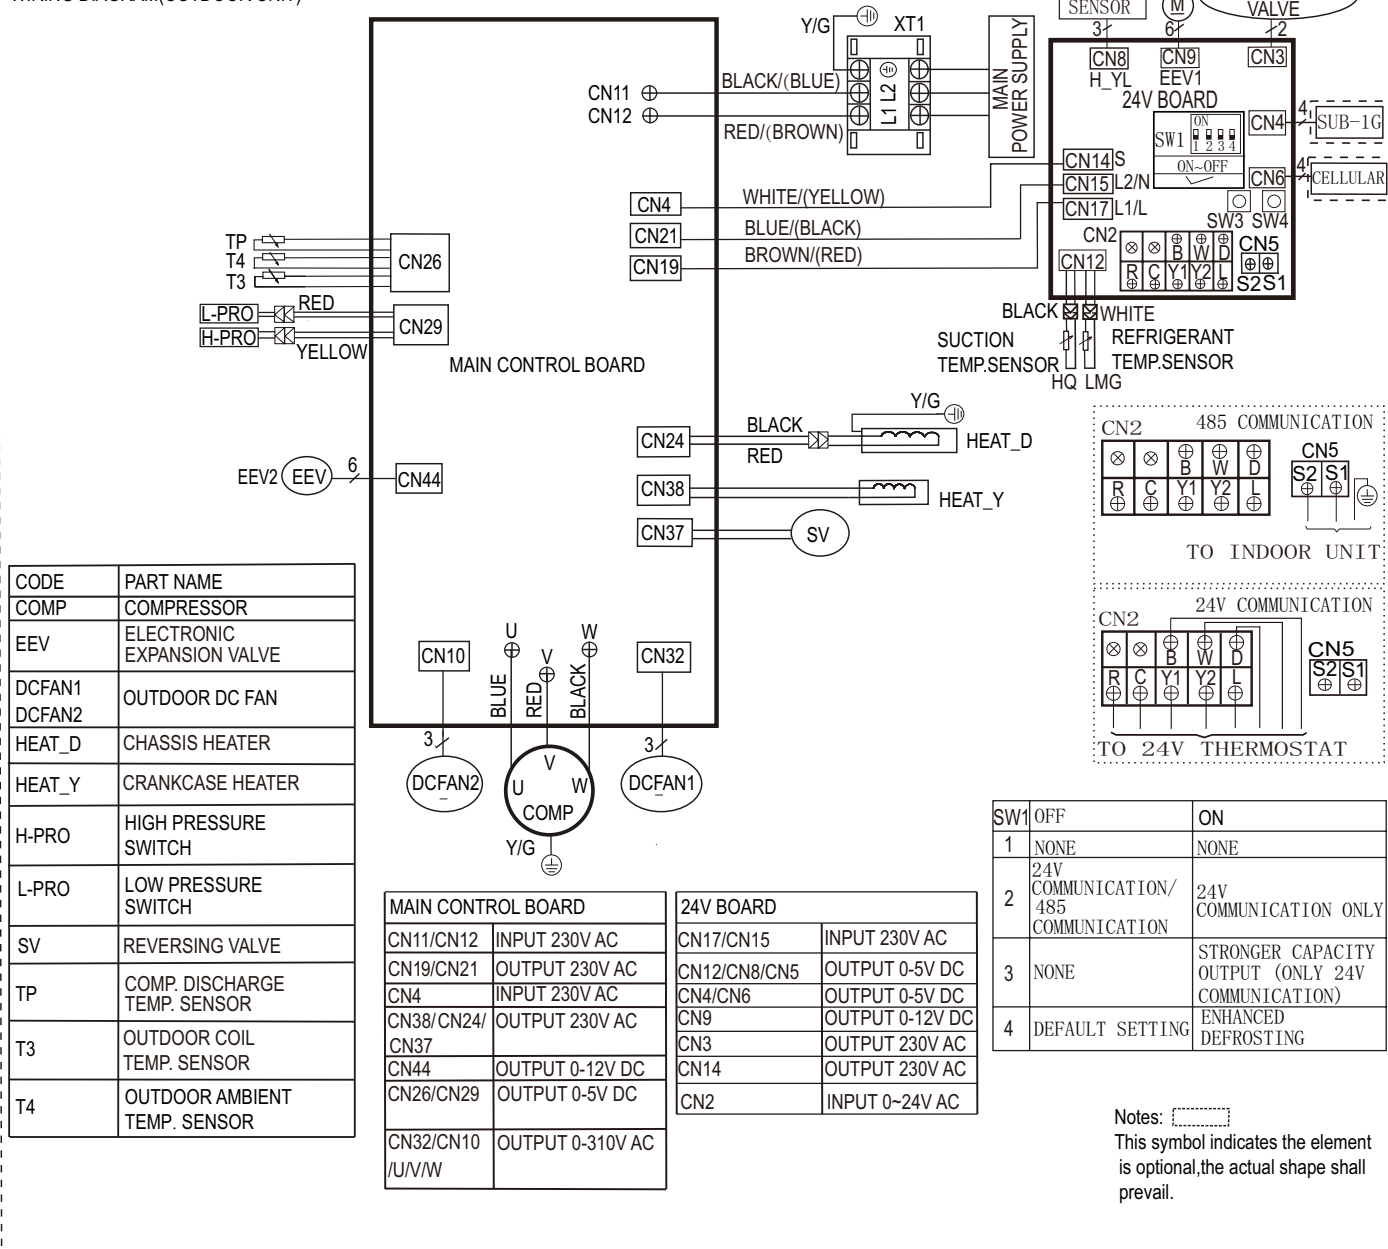 SENSOR
M
VALVE
Y/G
XT1
3
6
2
CN8
CN9
CN3
H_YL
EEV1
24V BOARD
CN11
CN12
BLACK/(BLUE)
RED/(BROWN)
L1 L2
MAIN
POWER SUPPLY
SW1
ON
1 2 3 4
ON~OFF
CN4
4
SUB-1G
CN6
4
CELLULAR
SW3 SW4
CN14 S
CN15 L2/N
CN17 L1/L
CN2
CN12
B W D
R C Y1 Y2 L
CN5
S2 S1
CN4
WHITE/(YELLOW)
CN21
BLUE/(BLACK)
CN19
BROWN/(RED)
TP
T4
T3
CN26
L-PRO
RED
H-PRO
YELLOW
CN29
MAIN CONTROL BOARD
BLACK
WHITE
SUCTION
TEMP.SENSOR
REFRIGERANT
TEMP.SENSOR
HQ LMG
CN24
BLACK
RED
Y/G
HEAT_D
CN38
HEAT_Y
CN37
SV
EEV2
EEV
6
CN44
CN2
485 COMMUNICATION
B W D
R C Y1 Y2 L
CN5
S2 S1
TO INDOOR UNIT
24V COMMUNICATION
CN2
B W D
R C Y1 Y2 L
CN5
S2 S1
TO 24V THERMOSTAT
CN10
U
V
W
CN32
BLUE
RED
BLACK
3
3
DCFAN2
U
V
W
COMP
DCFAN1
Y/G
CODE PART NAME
COMP COMPRESSOR
EEV ELECTRONIC
EXPANSION VALVE
DCFAN1
DCFAN2
OUTDOOR DC FAN
HEAT_D CHASSIS HEATER
HEAT_Y CRANKCASE HEATER
H-PRO HIGH PRESSURE
SWITCH
L-PRO LOW PRESSURE
SWITCH
SV REVERSING VALVE
TP COMP. DISCHARGE
TEMP. SENSOR
T3 OUTDOOR COIL
TEMP. SENSOR
T4 OUTDOOR AMBIENT
TEMP. SENSOR
MAIN CONTROL BOARD
CN11/CN12 INPUT 230V AC
CN19/CN21 OUTPUT 230V AC
CN4 INPUT 230V AC
CN38/CN24/ OUTPUT 230V AC
CN37
CN44 OUTPUT 0-12V DC
CN26/CN29 OUTPUT 0-5V DC
CN32/CN10 OUTPUT 0-310V AC
/U/V/W
24V BOARD
CN17/CN15 INPUT 230V AC
CN12/CN8/CN5 OUTPUT 0-5V DC
CN4/CN6 OUTPUT 0-5V DC
CN9 OUTPUT 0-12V DC
CN3 OUTPUT 230V AC
CN14 OUTPUT 230V AC
CN2 INPUT 0~24V AC
SW1 OFF ON
1 NONE NONE
2
24V
COMMUNICATION/
485
COMMUNICATION
24V
COMMUNICATION ONLY
3 NONE
STRONGER CAPACITY
OUTPUT (ONLY 24V
COMMUNICATION)
4 DEFAULT SETTING
ENHANCED
DEFROSTING
Notes:
This symbol indicates the element
is optional,the actual shape shall
prevail.